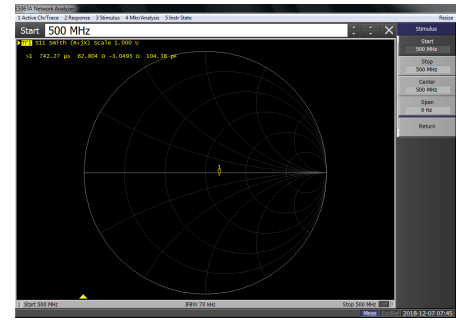 E5063A Network Analyzer
1 Active Ch/Trace 2 Response 3 Stimulus 4 Mkr/Analysis 5 Instr State
Resize
Start 500 MHz
Stimulus
Tr1 S11 Smith (R+jX) Scale 1.000 U
>1 742.27 µs 62.804 Ω -3.0495 Ω 104.38 pF
Start
500 MHz
Stop
500 MHz
Center
500 MHz
Span
0 Hz
Return
1
1 Start 500 MHz IFBW 70 kHz Stop 500 MHz
Meas ExtRef 2018-12-07 07:45